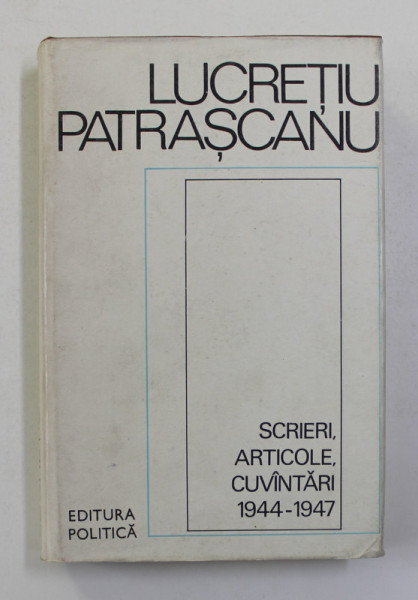 LUCREȚIU
PATRAȘCANU
SCRIERI,
ARTICOLE,
CUVÎNTĂRI
1944-1947
EDITURA
POLITICĂ